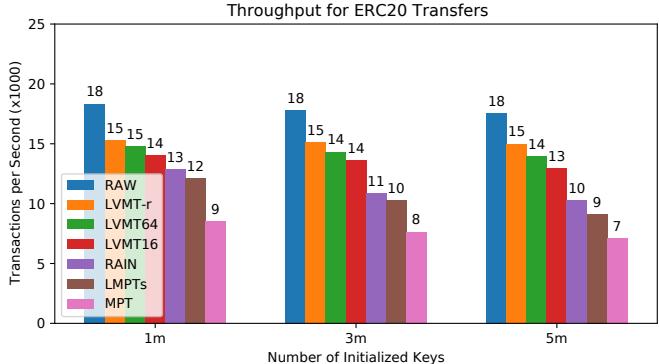 Throughput for ERC20 Transfers
Transactions per Second (x1000)
25
20
15
10
5
0
18
15
15
14
13
12
9
18
15
14
14
11
10
8
18
15
14
13
10
9
7
RAW
LVMT-r
LVMT64
LVMT16
RAIN
LMPTs
MPT
1m
3m
5m
Number of Initialized Keys